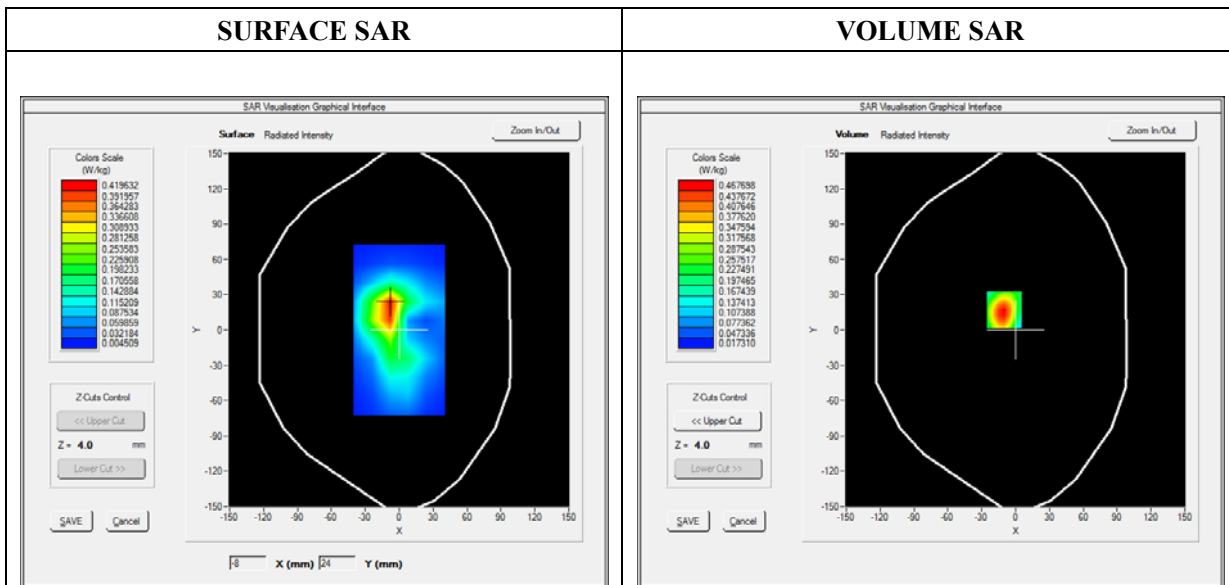 SURFACE SAR
VOLUME SAR
SAR Visualisation Graphical Interface
Surface Radiated Intensity
Zoom In/Out
Colors Scale
(W/kg)
0.419632
0.391957
0.364283
0.336608
0.308933
0.281258
0.253583
0.225908
0.198233
0.170558
0.142884
0.115209
0.087534
0.059859
0.032184
0.004509
Z-Cuts Control
<< Upper Cut
Z = 4.0 mm
Lower Cut >>
SAVE Cancel
150
120
90
60
30
0
-30
-60
-90
-120
-150
Y
-150 -120 -90 -60 -30 0 30 60 90 120 150
X
-8 X (mm) 24 Y (mm)
SAR Visualisation Graphical Interface
Volume Radiated Intensity
Zoom In/Out
Colors Scale
(W/kg)
0.467698
0.437672
0.407646
0.377620
0.347594
0.317568
0.287543
0.257517
0.227491
0.197465
0.167439
0.137413
0.107388
0.077362
0.047336
0.017310
Z-Cuts Control
<< Upper Cut
Z = 4.0 mm
Lower Cut >>
SAVE Cancel
150
120
90
60
30
0
-30
-60
-90
-120
-150
Y
-150 -120 -90 -60 -30 0 30 60 90 120 150
X